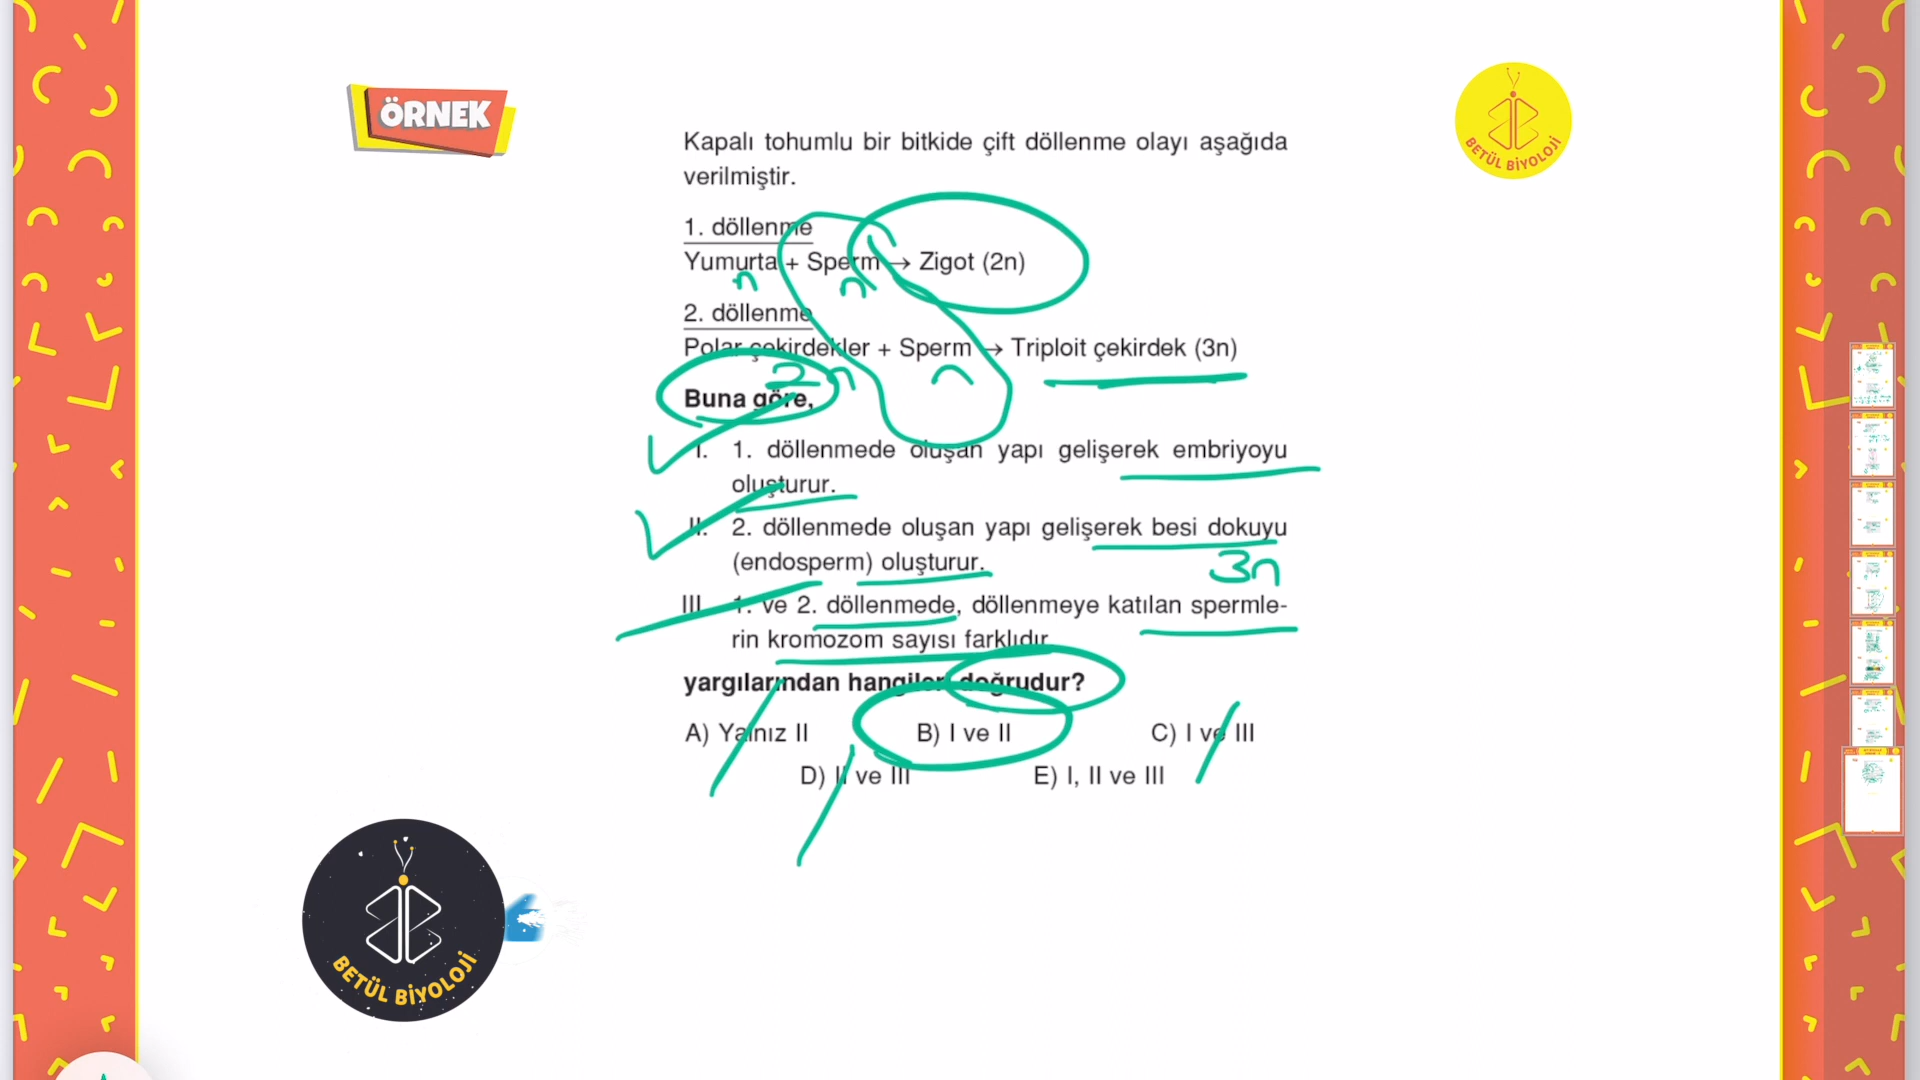 ÖRNEK
BETÜL BİYOLOJİ
Kapalı tohumlu bir bitkide çift döllenme olayı aşağıda
verilmiştir.
1. döllenme
Yumurta + Sperm → Zigot (2n)
n n
2. döllenme
Polar çekirdekler + Sperm → Triploit çekirdek (3n)
2n n
Buna göre,
I. 1. döllenmede oluşan yapı gelişerek embriyoyu
oluşturur.
II. 2. döllenmede oluşan yapı gelişerek besi dokuyu
(endosperm) oluşturur.
3n
III. 1. ve 2. döllenmede, döllenmeye katılan spermle-
rin kromozom sayısı farklıdır
yargılarından hangileri doğrudur?
A) Yalnız II B) I ve II C) I ve III
D) II ve III E) I, II ve III
BETÜL BİYOLOJİ